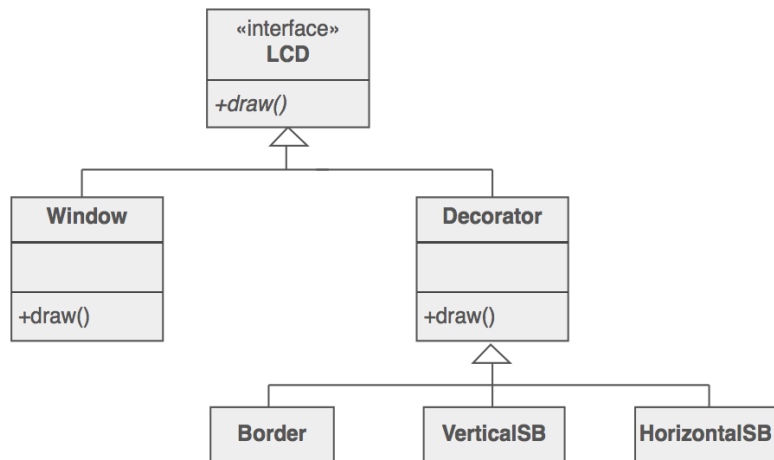 «interface»
LCD
+draw()
Window
+draw()
Decorator
+draw()
Border
VerticalSB
HorizontalSB